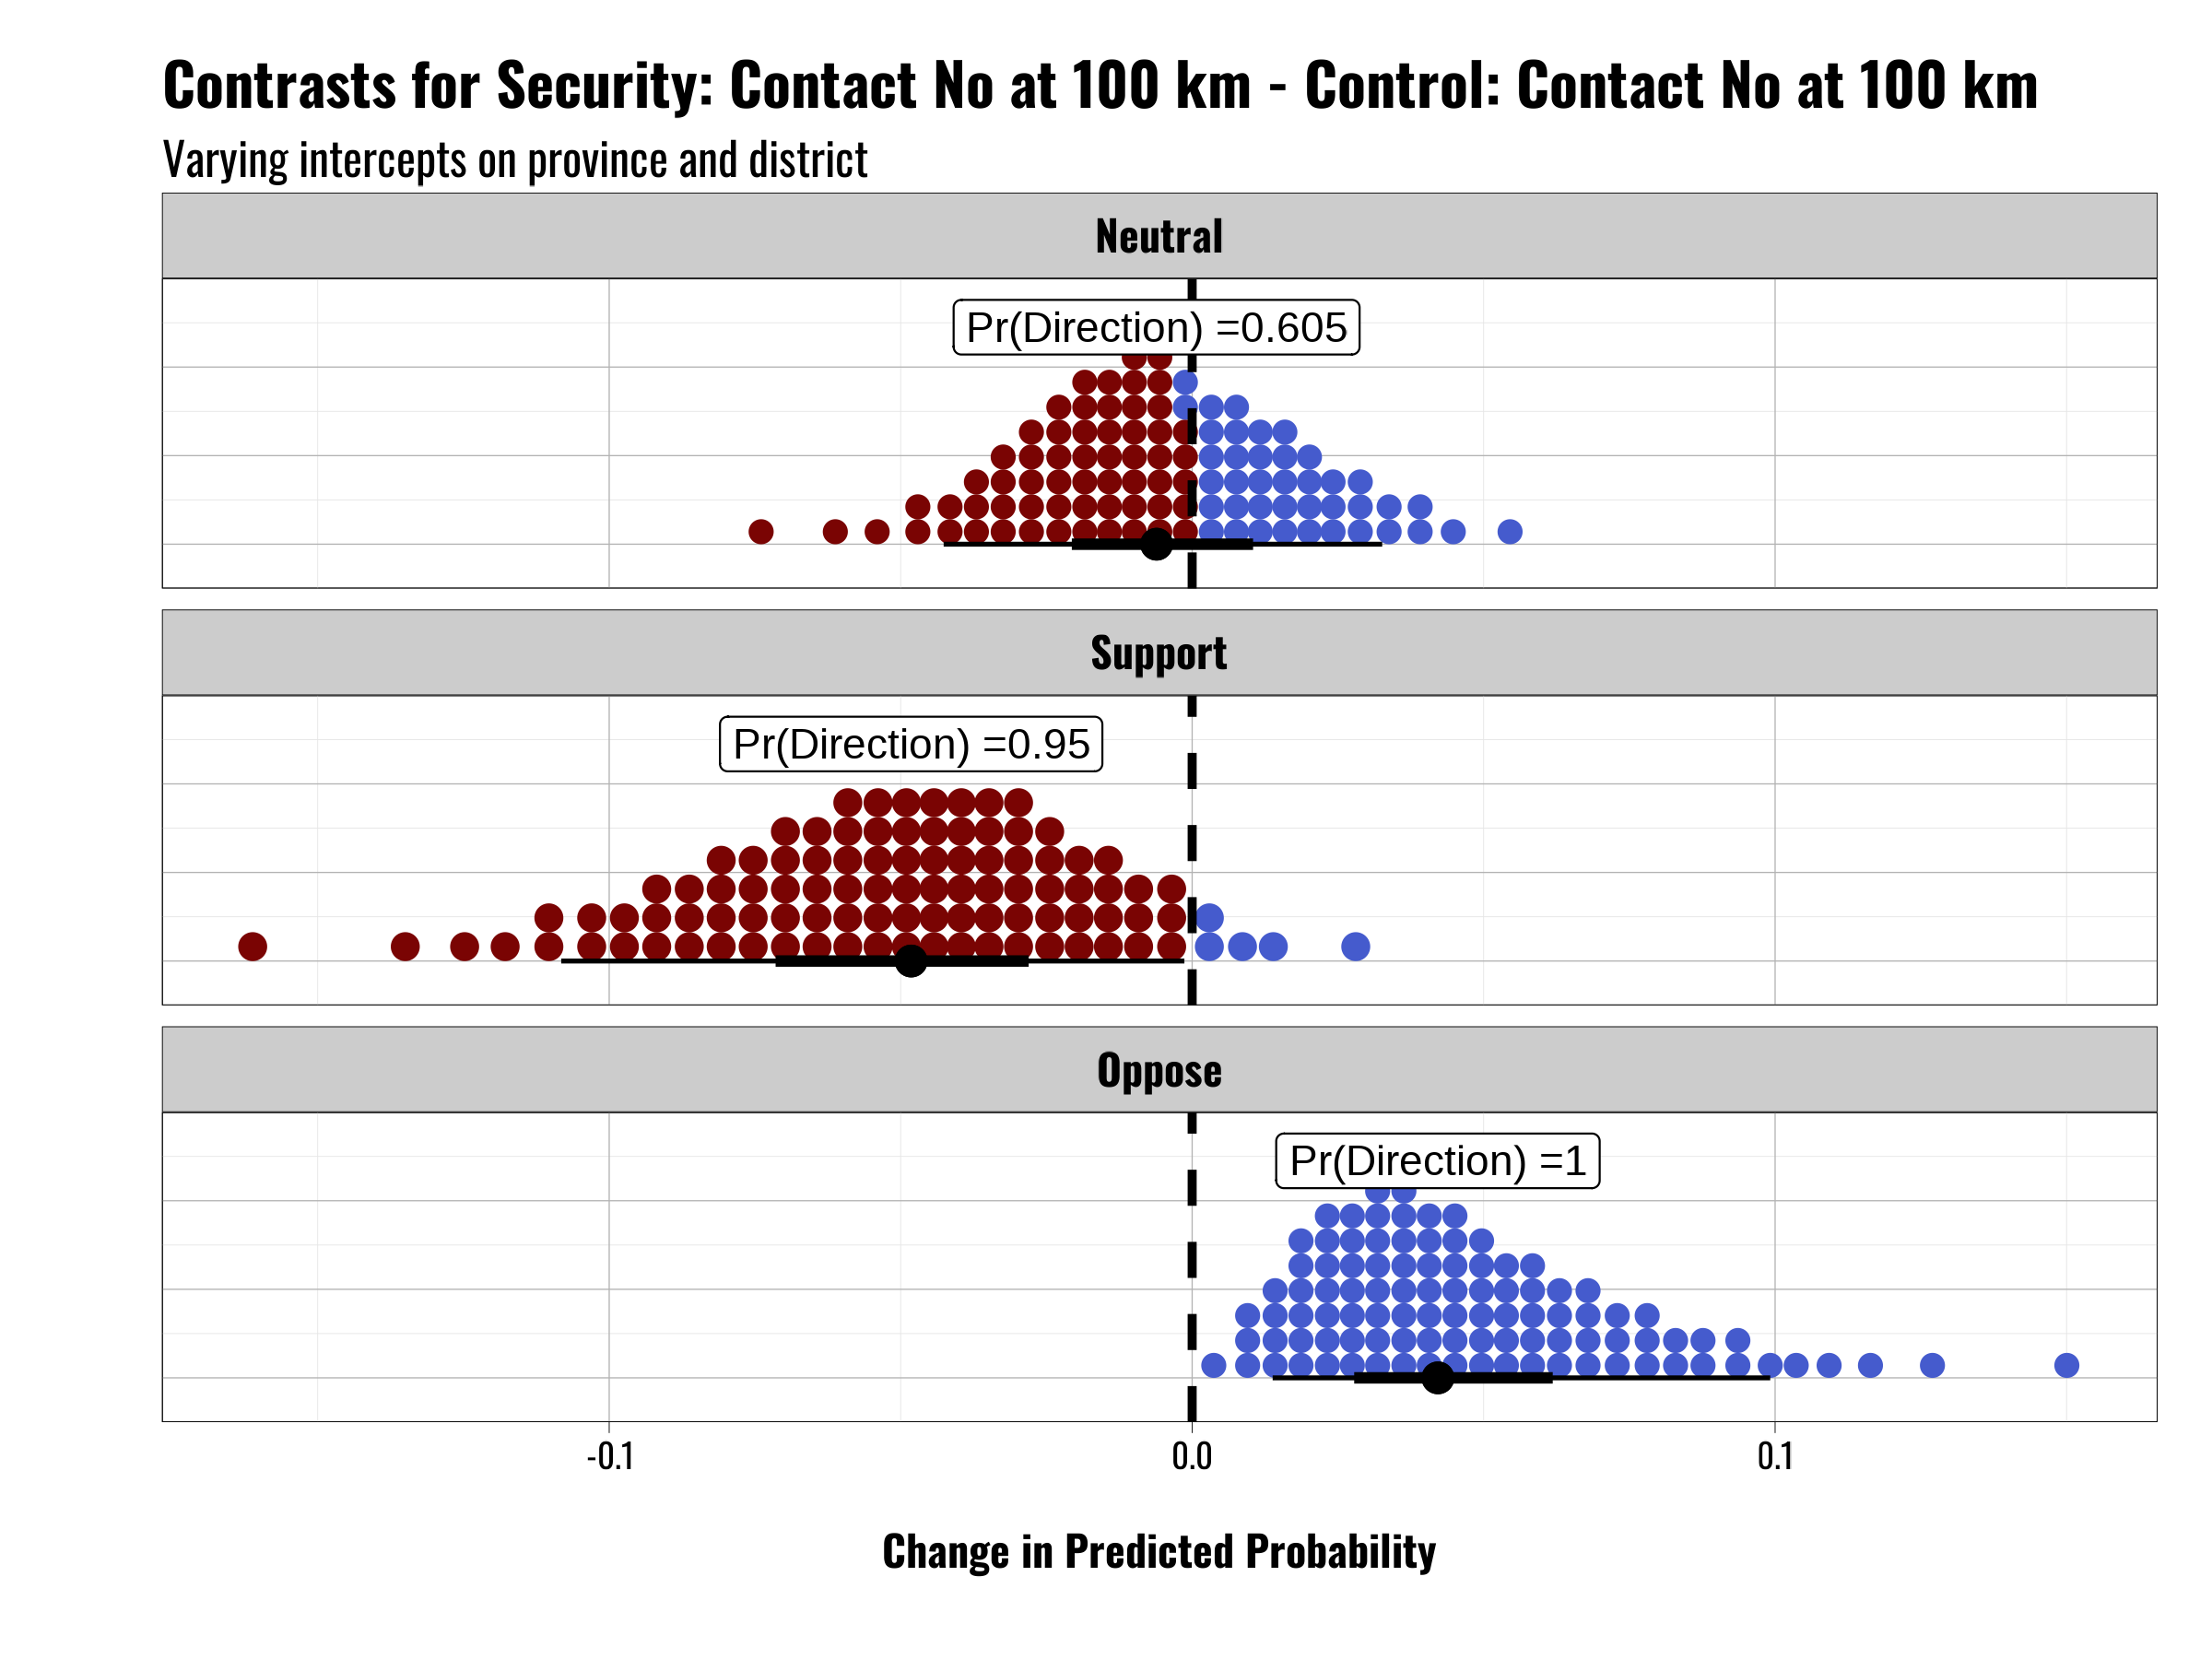 Contrasts for Security: Contact No at 100 km - Control: Contact No at 100 km
Varying intercepts on province and district
Neutral
Pr(Direction) =0.605
Support
Pr(Direction) =0.95
Oppose
Pr(Direction) =1
-0.1 0.0 0.1
Change in Predicted Probability